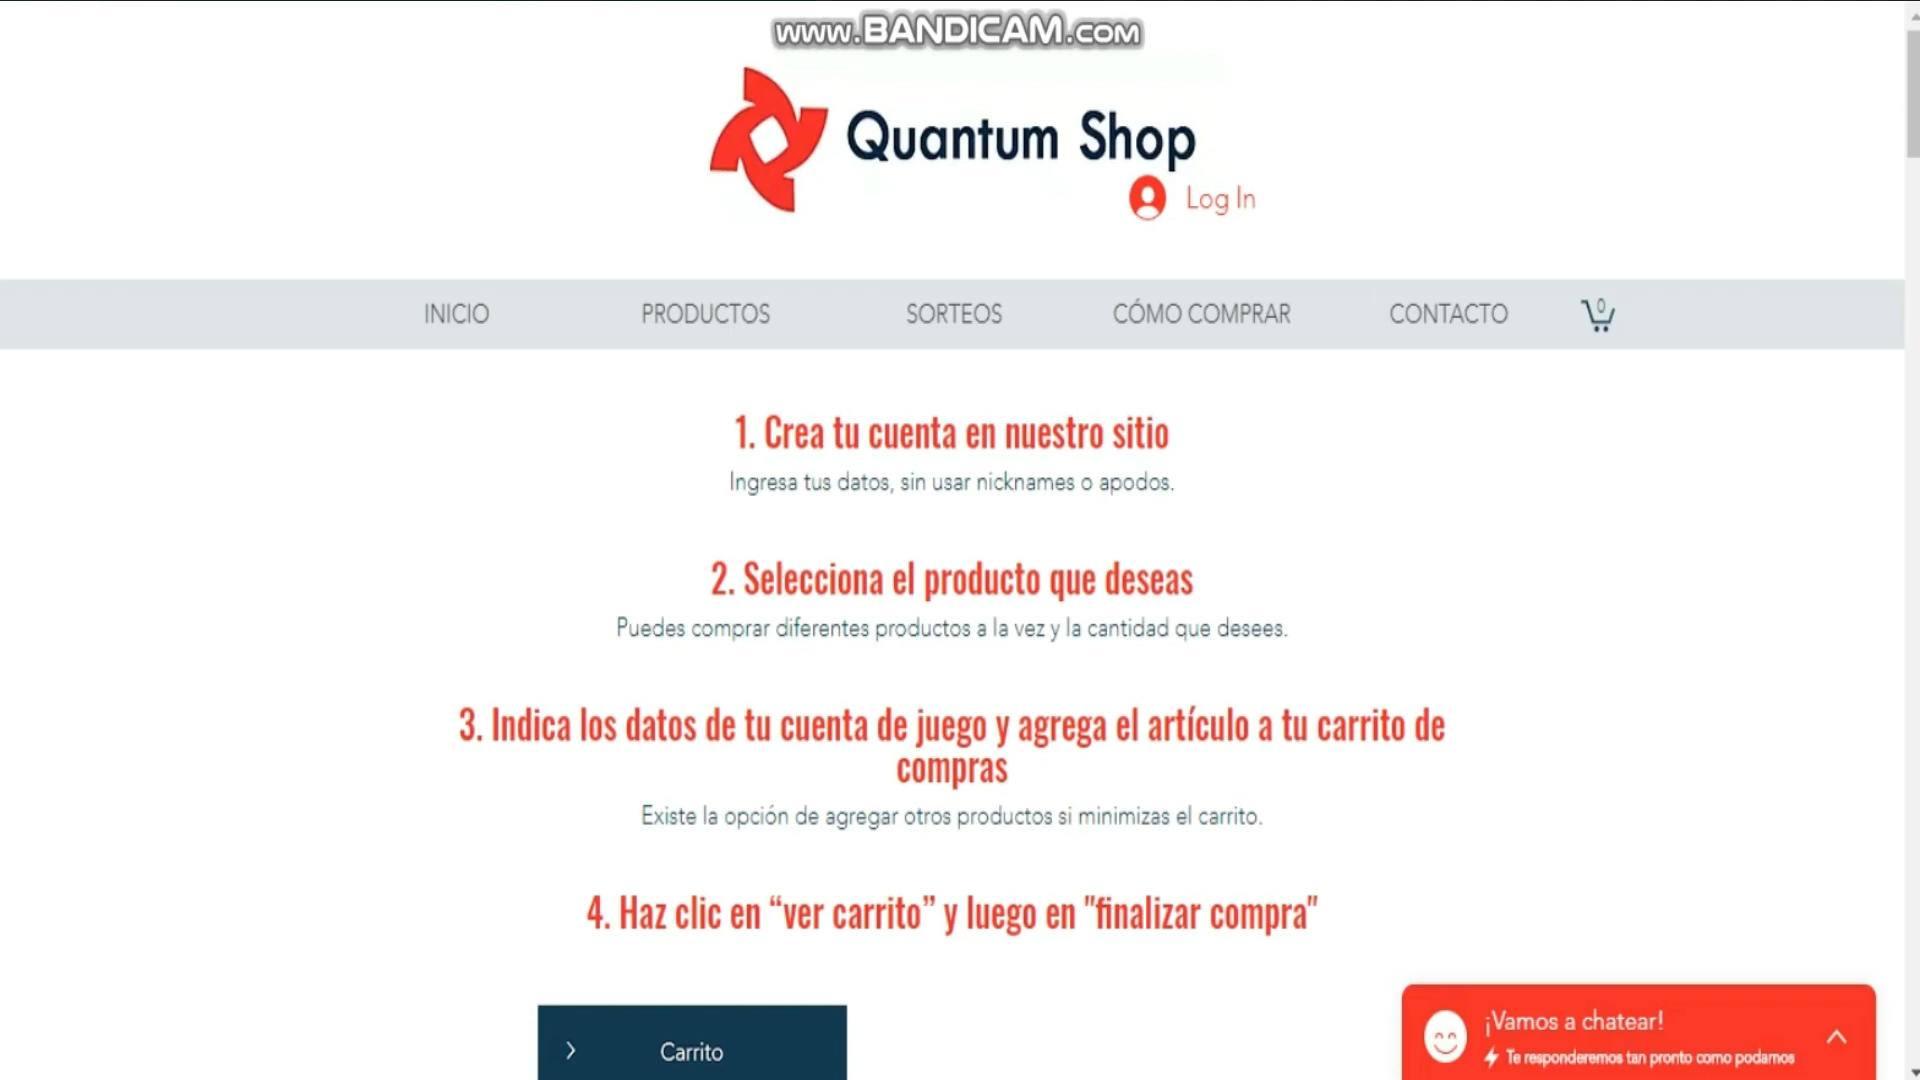 www.BANDICAM.com
Quantum Shop
Log In
INICIO PRODUCTOS SORTEOS CÓMO COMPRAR CONTACTO 0
1. Crea tu cuenta en nuestro sitio
Ingresa tus datos, sin usar nicknames o apodos.
2. Selecciona el producto que deseas
Puedes comprar diferentes productos a la vez y la cantidad que desees.
3. Indica los datos de tu cuenta de juego y agrega el artículo a tu carrito de
compras
Existe la opción de agregar otros productos si minimizas el carrito.
4. Haz clic en “ver carrito” y luego en "finalizar compra"
Carrito
¡Vamos a chatear!
Te responderemos tan pronto como podamos